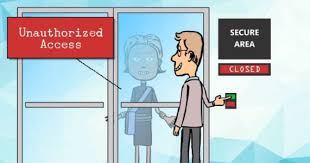 Unauthorized
Access
SECURE
AREA
CLOSED